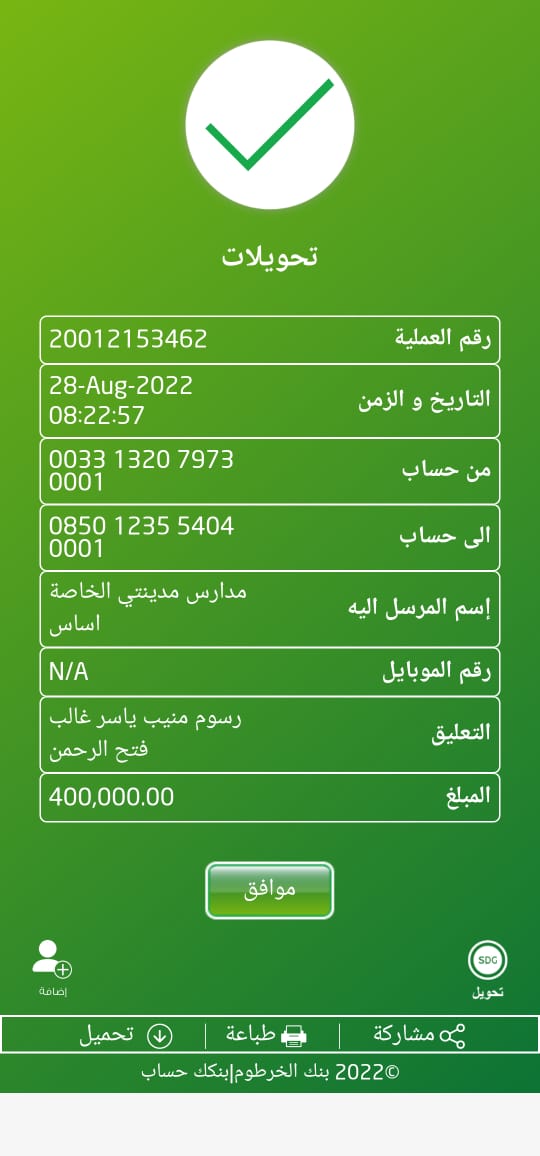 تحويلات
رقم العملية 20012153462
التاريخ و الزمن 28-Aug-2022
08:22:57
من حساب 0033 1320 7973
0001
الى حساب 0850 1235 5404
0001
إسم المرسل اليه مدارس مدينتي الخاصة
اساس
رقم الموبايل N/A
التعليق رسوم منيب ياسر غالب
فتح الرحمن
المبلغ 400,000.00
موافق
SDG
تحويل
إضافة
مشاركة
طباعة
تحميل
©2022 بنك الخرطوم|بنكك حساب